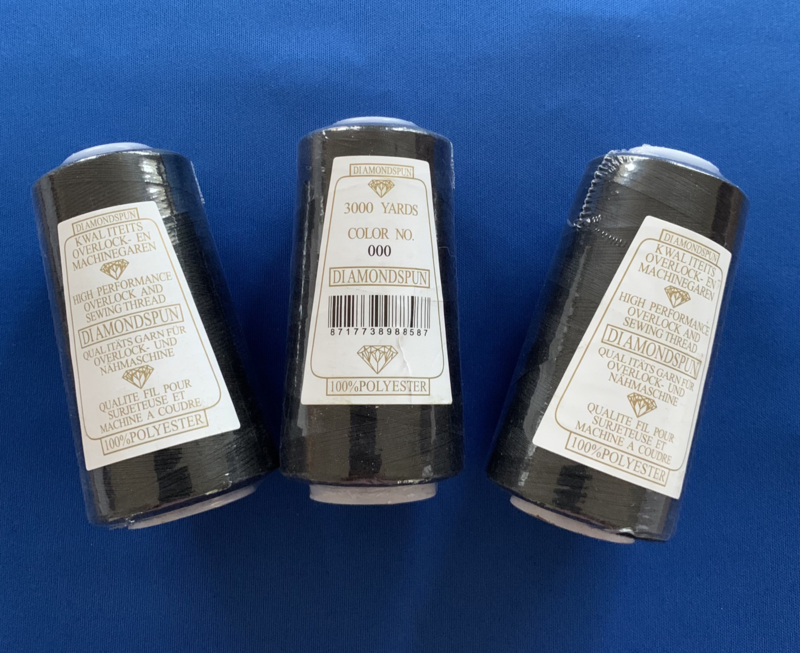 DIAMONDSPUN
KWALITEITS
OVERLOCK- EN
MACHINEGAREN
HIGH PERFORMANCE
OVERLOCK AND
SEWING THREAD
DIAMONDSPUN
QUALITÄTS GARN FÜR
OVERLOCK- UND
NÄHMASCHINE
QUALITE FIL POUR
SURJETEUSE ET
MACHINE A COUDRE
100%POLYESTER
DIAMONDSPUN
3000 YARDS
COLOR NO.
000
DIAMONDSPUN
8717738988587
100%POLYESTER
DIAMONDSPUN
KWALITEITS
OVERLOCK- EN
MACHINEGAREN
HIGH PERFORMANCE
OVERLOCK AND
SEWING THREAD
DIAMONDSPUN
QUALITÄTS GARN FÜR
OVERLOCK- UND
NÄHMASCHINE
QUALITE FIL POUR
SURJETEUSE ET
MACHINE A COUDRE
100%POLYESTER